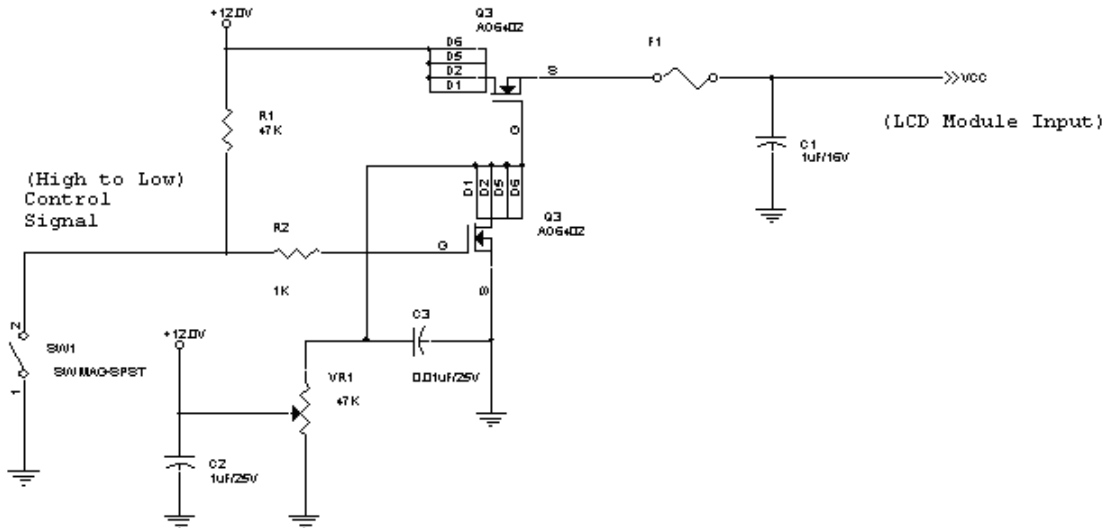 +12.0V
Q3
AO6402
D6
D5
D2
D1
S
F1
VCC
(LCD Module Input)
R1
47K
G
C1
1uF/16V
(High to Low)
Control
Signal
D1
D2
D5
D6
Q3
AO6402
R2
G
1K
S
2
+12.0V
C3
SW1
SW MAG-SPST
0.01uF/25V
1
VR1
47K
C2
1uF/25V